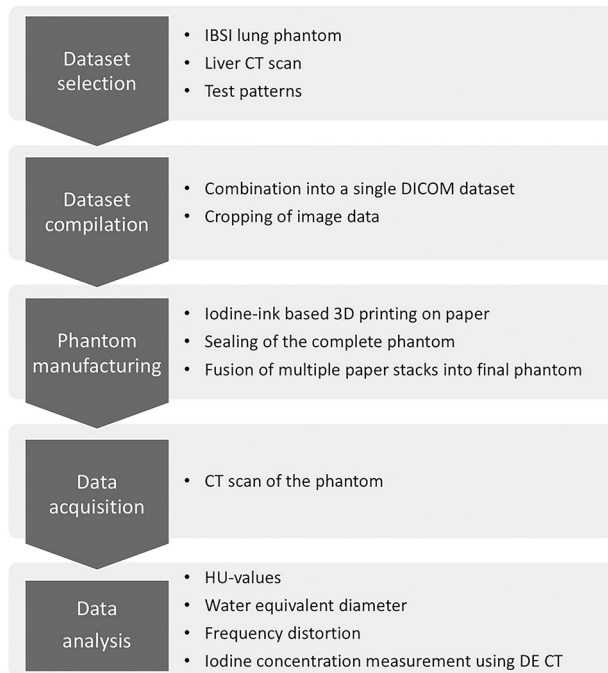 Dataset
selection
• IBSI lung phantom
• Liver CT scan
• Test patterns
Dataset
compilation
• Combination into a single DICOM dataset
• Cropping of image data
Phantom
manufacturing
• Iodine-ink based 3D printing on paper
• Sealing of the complete phantom
• Fusion of multiple paper stacks into final phantom
Data
acquisition
• CT scan of the phantom
Data
analysis
• HU-values
• Water equivalent diameter
• Frequency distortion
• Iodine concentration measurement using DE CT